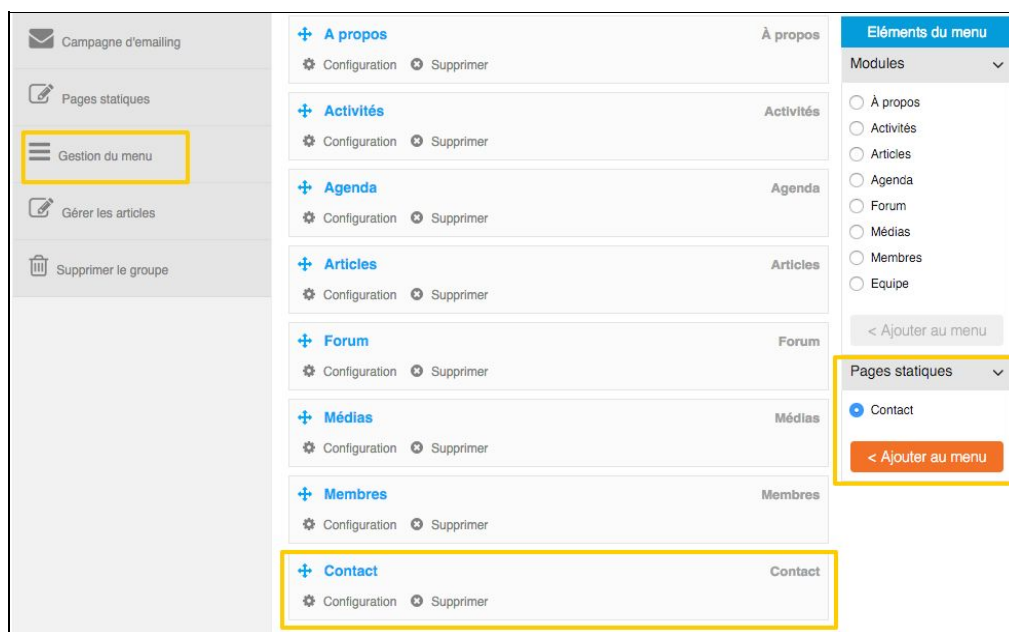 Campagne d'emailing
Pages statiques
Gestion du menu
Gérer les articles
Supprimer le groupe
A propos À propos
Configuration Supprimer
Activités Activités
Configuration Supprimer
Agenda Agenda
Configuration Supprimer
Articles Articles
Configuration Supprimer
Forum Forum
Configuration Supprimer
Médias Médias
Configuration Supprimer
Membres Membres
Configuration Supprimer
Contact Contact
Configuration Supprimer
Eléments du menu
Modules
À propos
Activités
Articles
Agenda
Forum
Médias
Membres
Equipe
< Ajouter au menu
Pages statiques
Contact
< Ajouter au menu